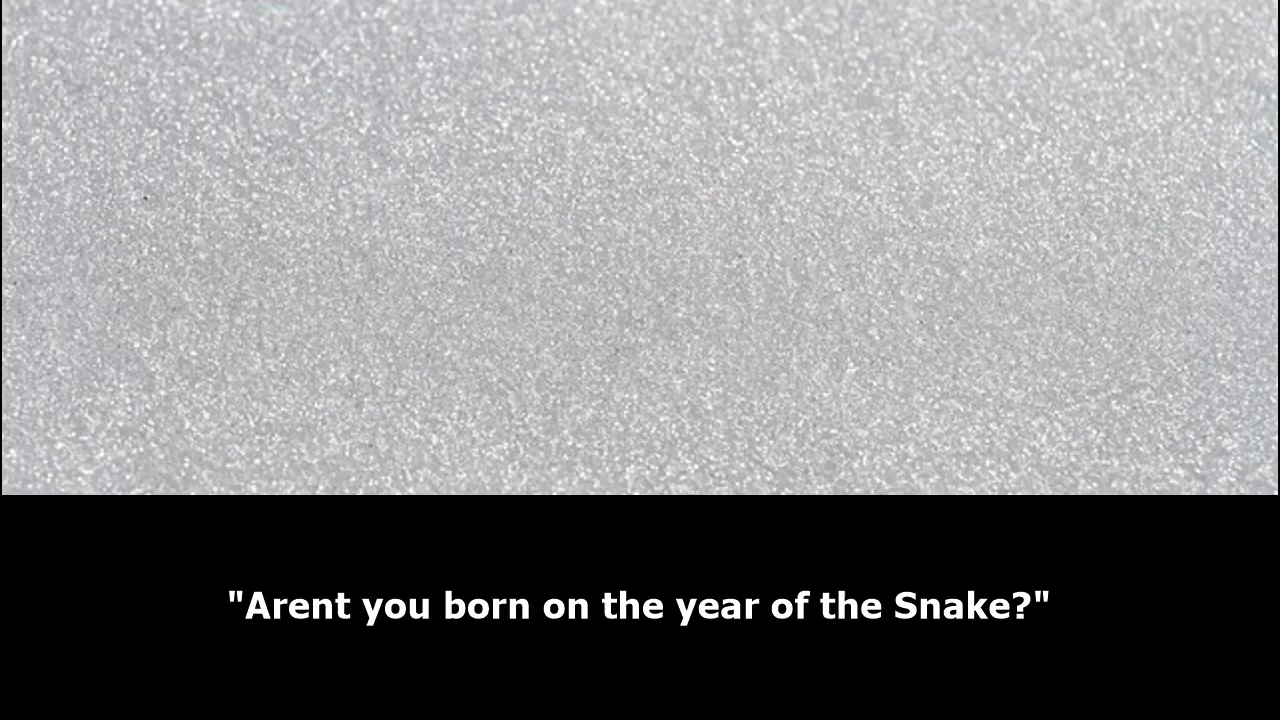 "Arent you born on the year of the Snake?"